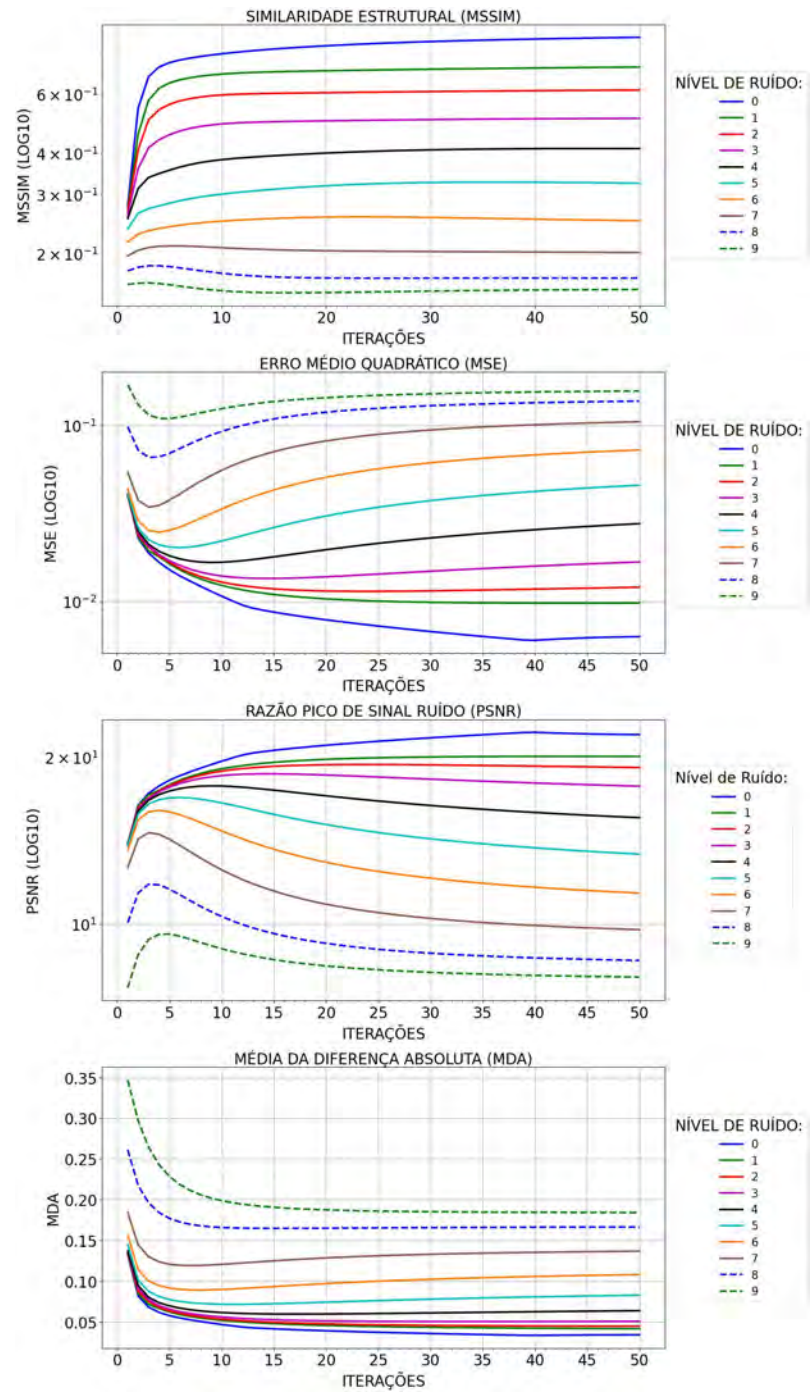 SIMILARIDADE ESTRUTURAL (MSSIM)
MSSIM (LOG10)
6 × 10⁻¹
4 × 10⁻¹
3 × 10⁻¹
2 × 10⁻¹
0 5 10 15 20 25 30 35 40 45 50
ITERAÇÕES
NÍVEL DE RUÍDO:
0
1
2
3
4
5
6
7
8
9
ERRO MÉDIO QUADRÁTICO (MSE)
MSE (LOG10)
10⁻¹
10⁻²
0 5 10 15 20 25 30 35 40 45 50
ITERAÇÕES
NÍVEL DE RUÍDO:
0
1
2
3
4
5
6
7
8
9
RAZÃO PICO DE SINAL RUÍDO (PSNR)
PSNR (LOG10)
2 × 10¹
10¹
0 5 10 15 20 25 30 35 40 45 50
ITERAÇÕES
Nível de Ruído:
0
1
2
3
4
5
6
7
8
9
MÉDIA DA DIFERENÇA ABSOLUTA (MDA)
MDA
0.35
0.30
0.25
0.20
0.15
0.10
0.05
0 5 10 15 20 25 30 35 40 45 50
ITERAÇÕES
NÍVEL DE RUÍDO:
0
1
2
3
4
5
6
7
8
9